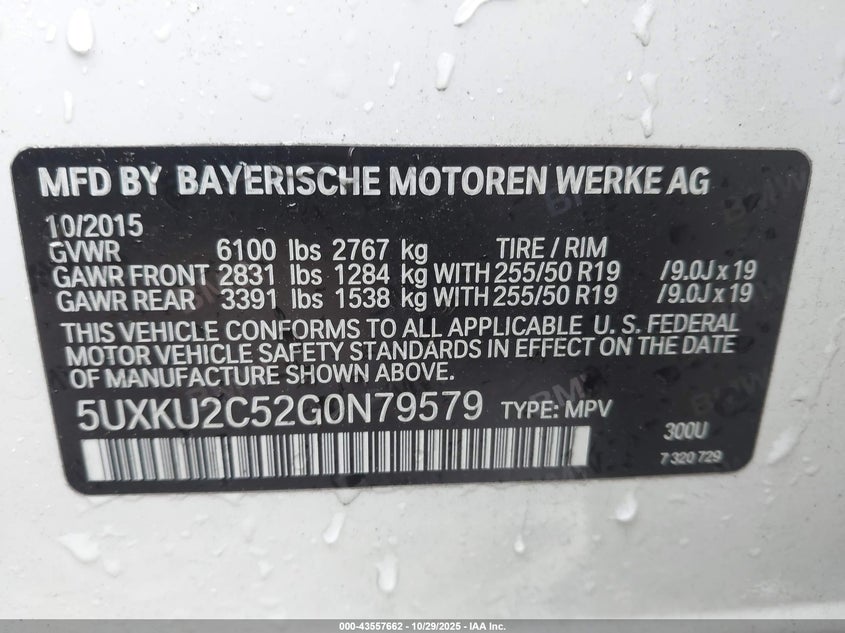 MFD BY BAYERISCHE MOTOREN WERKE AG
10/2015
GVWR 6100 lbs 2767 kg TIRE / RIM
GAWR FRONT 2831 lbs 1284 kg WITH 255/50 R19 /9.0J x 19
GAWR REAR 3391 lbs 1538 kg WITH 255/50 R19 /9.0J x 19
THIS VEHICLE CONFORMS TO ALL APPLICABLE U. S. FEDERAL
MOTOR VEHICLE SAFETY STANDARDS IN EFFECT ON THE DATE
OF MANUFACTURE SHOWN ABOVE.
5UXKU2C52G0N79579 TYPE: MPV
300U
7 320 729
000-43557662 - 10/29/2025 - IAA Inc.